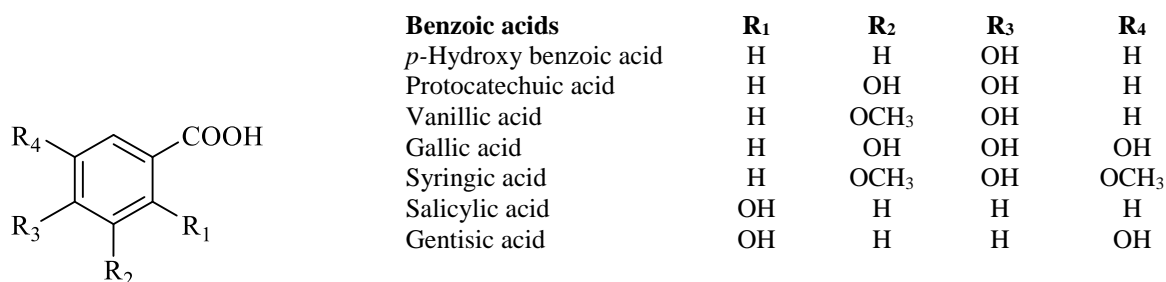 Benzoic acids R₁ R₂ R₃ R₄
p-Hydroxy benzoic acid H H OH H
Protocatechuic acid H OH OH H
Vanillic acid H OCH₃ OH H
Gallic acid H OH OH OH
Syringic acid H OCH₃ OH OCH₃
Salicylic acid OH H H H
Gentisic acid OH H H OH
R₄ COOH
R₃ R₁
R₂